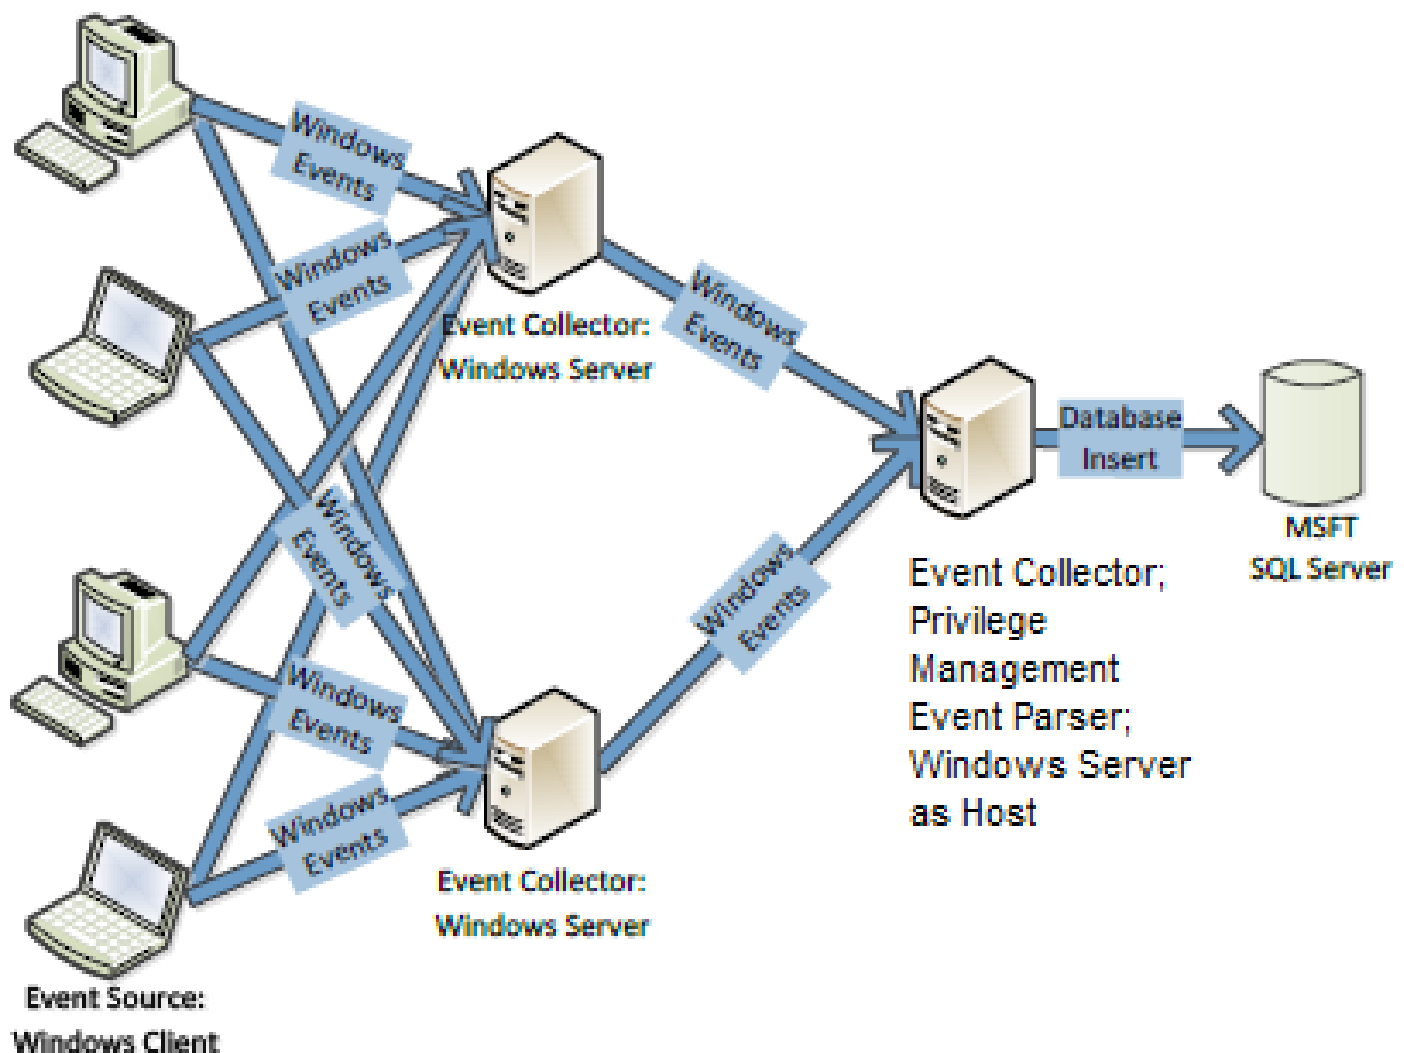 Windows
Events
Windows
Events
Event Collector:
Windows Server
Windows
Events
Database
Insert
MSFT
SQL Server
Windows
Events
Windows
Events
Event Collector;
Privilege
Management
Event Parser;
Windows Server
as Host
Windows
Events
Windows
Events
Event Collector:
Windows Server
Event Source:
Windows Client